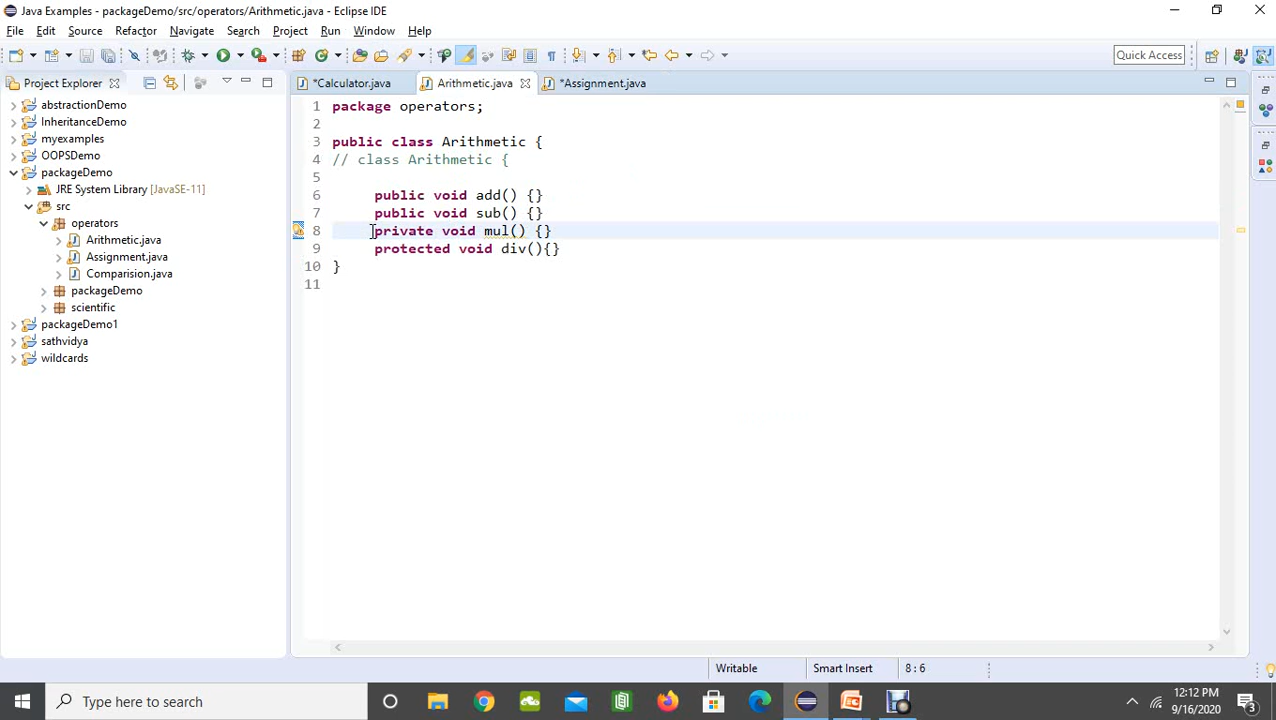 Java Examples - packageDemo/src/operators/Arithmetic.java - Eclipse IDE
File Edit Source Refactor Navigate Search Project Run Window Help
Quick Access
Project Explorer
*Calculator.java Arithmetic.java *Assignment.java
abstractionDemo
InheritanceDemo
myexamples
OOPSDemo
packageDemo
JRE System Library [JavaSE-11]
src
operators
Arithmetic.java
Assignment.java
Comparision.java
packageDemo
scientific
packageDemo1
sathvidya
wildcards
1 package operators;
2
3 public class Arithmetic {
4 // class Arithmetic {
5
6 public void add() {}
7 public void sub() {}
8 private void mul() {}
9 protected void div(){}
10 }
11
Writable Smart Insert 8 : 6
Type here to search
12:12 PM
9/16/2020
3